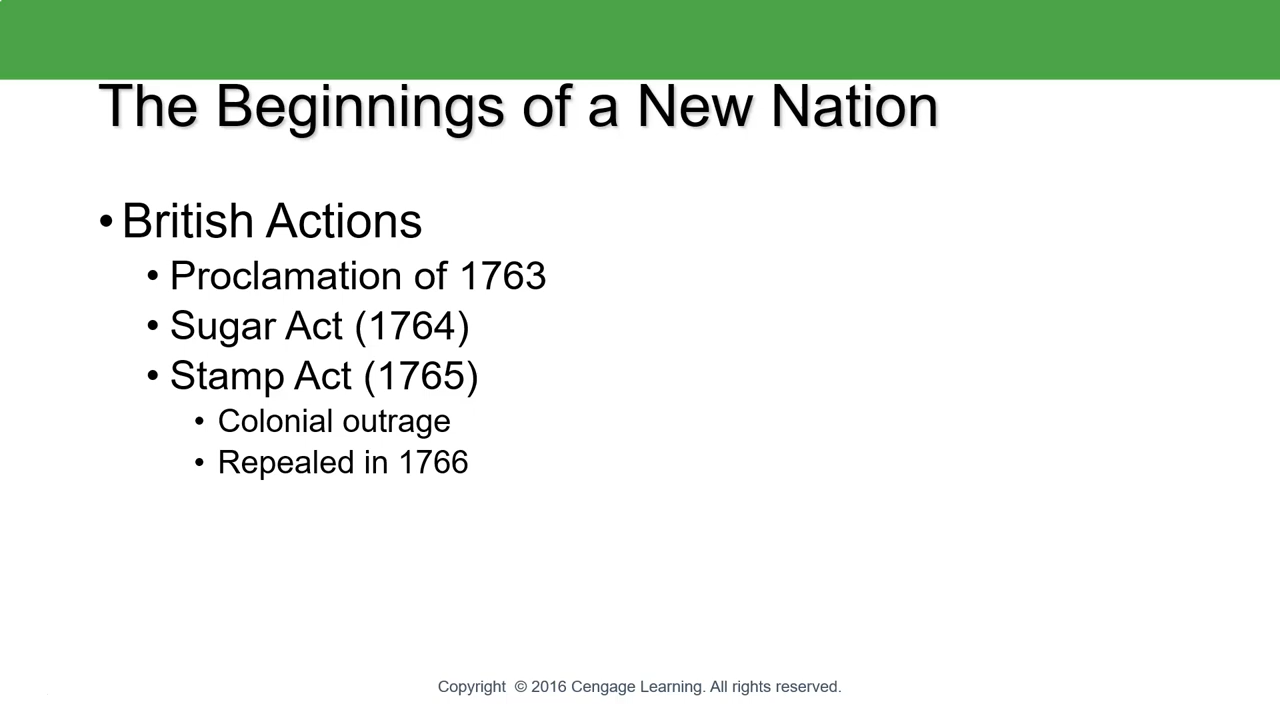 The Beginnings of a New Nation
• British Actions
• Proclamation of 1763
• Sugar Act (1764)
• Stamp Act (1765)
• Colonial outrage
• Repealed in 1766
Copyright © 2016 Cengage Learning. All rights reserved.